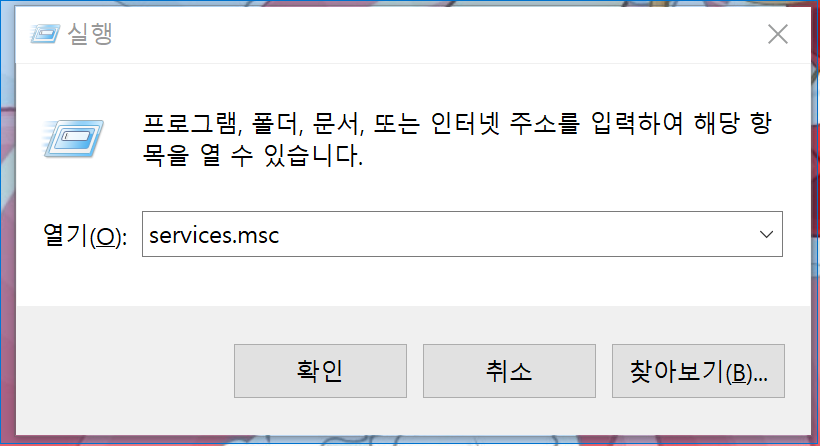 실행
프로그램, 폴더, 문서, 또는 인터넷 주소를 입력하여 해당 항
목을 열 수 있습니다.
열기(O): services.msc
확인 취소 찾아보기(B)...